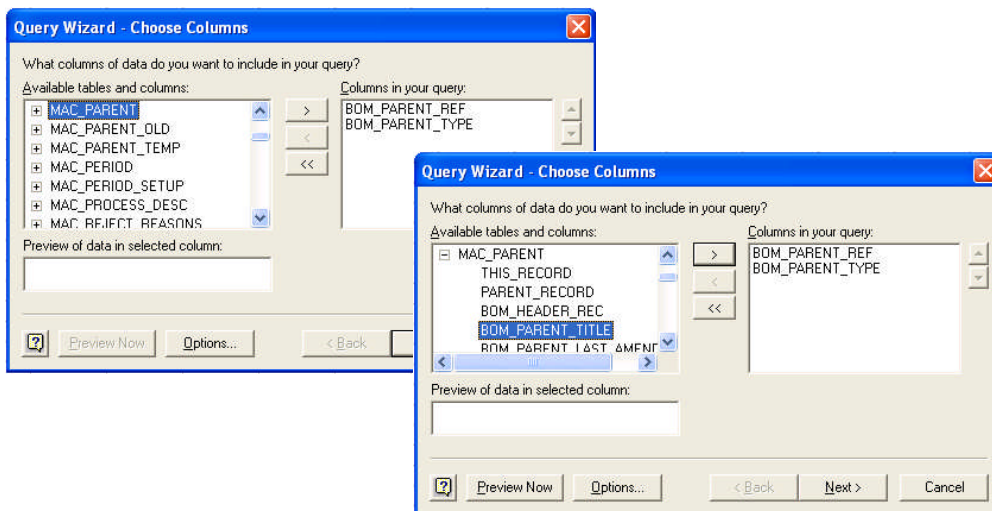 Query Wizard - Choose Columns
What columns of data do you want to include in your query?
Available tables and columns:
Columns in your query:
MAC_PARENT
MAC_PARENT_OLD
MAC_PARENT_TEMP
MAC_PERIOD
MAC_PERIOD_SETUP
MAC_PROCESS_DESC
MAC_REJECT_REASONS
>
<
<<
BOM_PARENT_REF
BOM_PARENT_TYPE
Preview of data in selected column:
Preview Now
Options...
< Back
Query Wizard - Choose Columns
What columns of data do you want to include in your query?
Available tables and columns:
Columns in your query:
MAC_PARENT
THIS_RECORD
PARENT_RECORD
BOM_HEADER_REC
BOM_PARENT_TITLE
BOM_PARENT_LAST_AMEND
>
<
<<
BOM_PARENT_REF
BOM_PARENT_TYPE
Preview of data in selected column:
Preview Now
Options...
< Back
Next >
Cancel